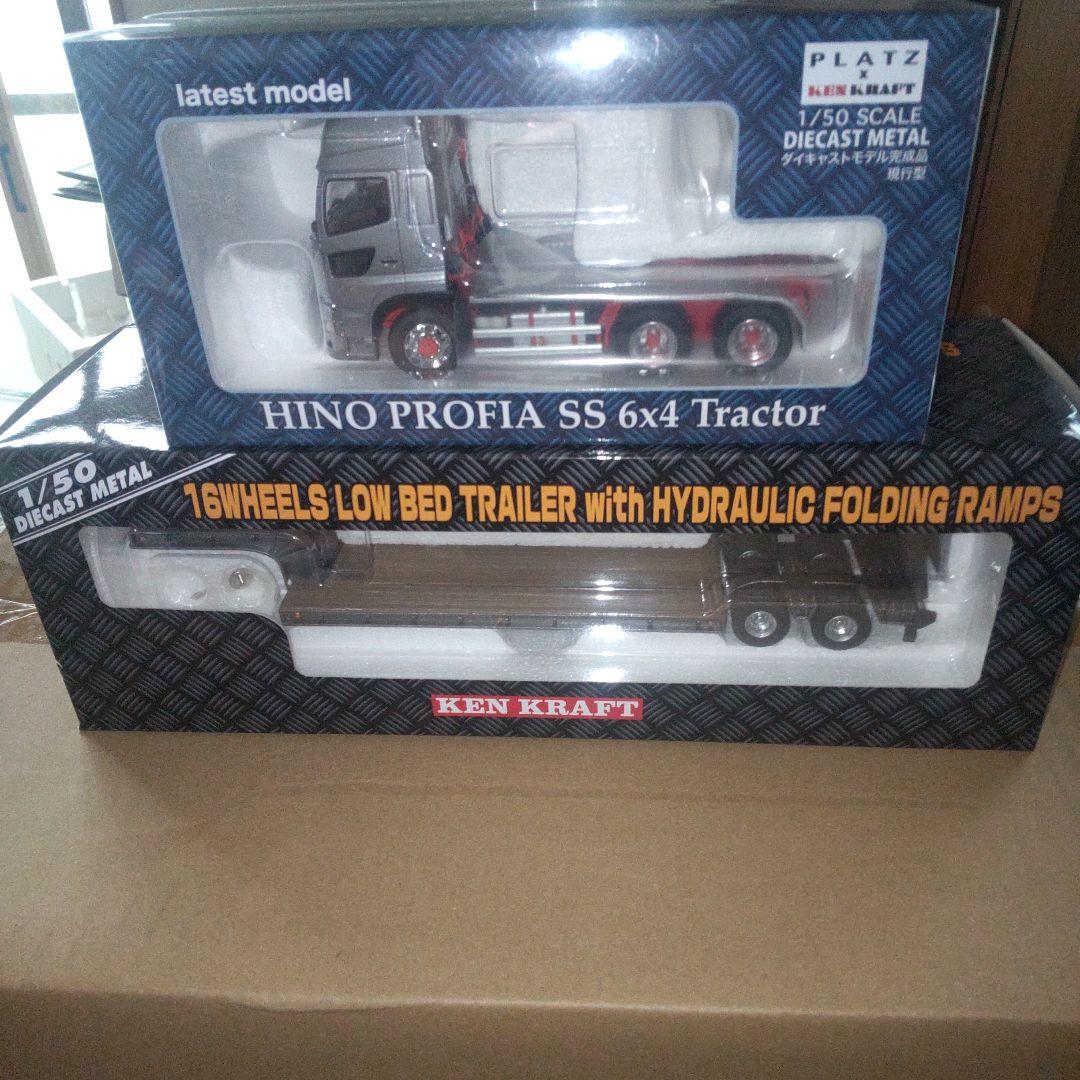 latest model
PLATZ
x
KEN KRAFT
1/50 SCALE
DIECAST METAL
ダイキャストモデル完成品
現行型
HINO PROFIA SS 6x4 Tractor
1/50
DIECAST METAL
16WHEELS LOW BED TRAILER with HYDRAULIC FOLDING RAMPS
KEN KRAFT